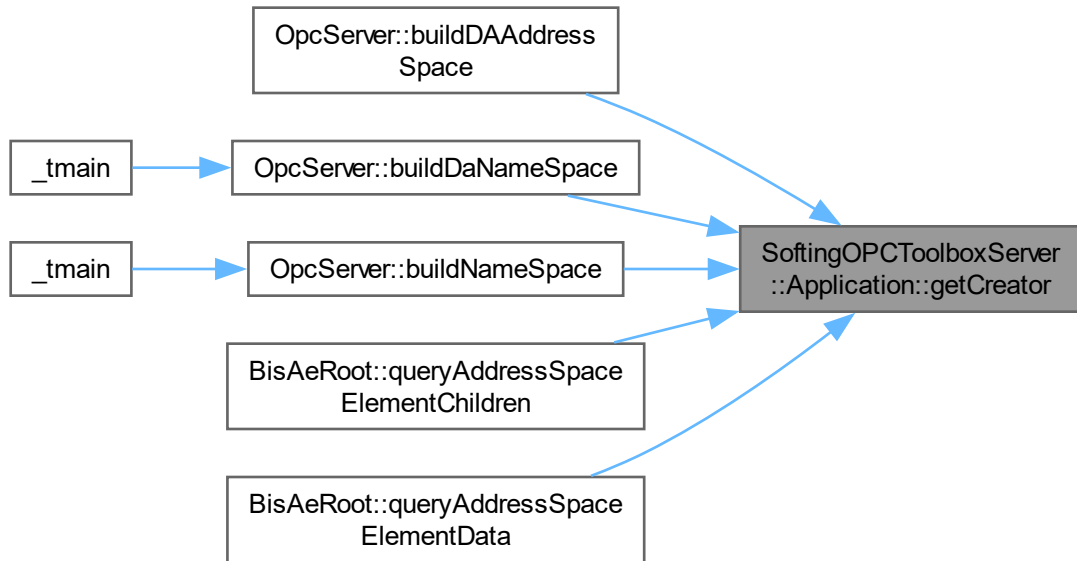 OpcServer::buildDAAddress
Space
_tmain
OpcServer::buildDaNameSpace
_tmain
OpcServer::buildNameSpace
SoftingOPCToolboxServer
::Application::getCreator
BisAeRoot::queryAddressSpace
ElementChildren
BisAeRoot::queryAddressSpace
ElementData